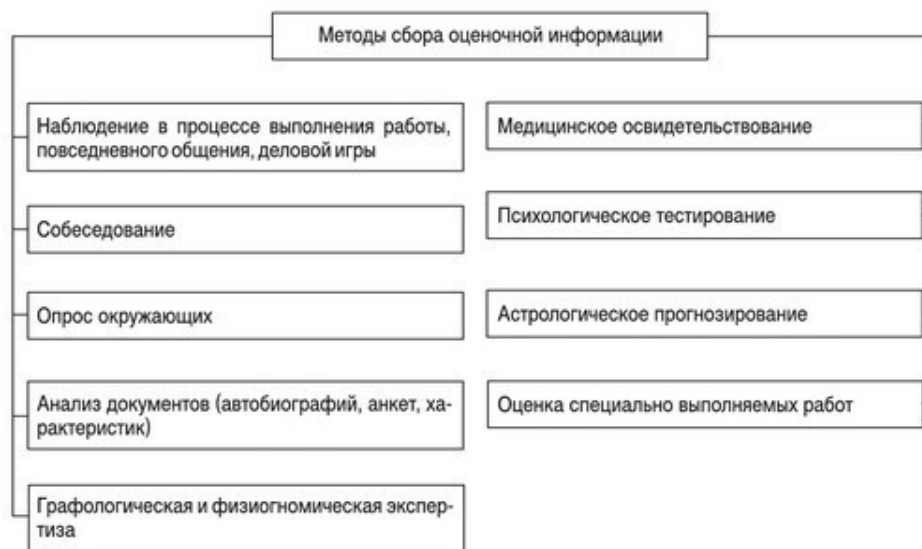 Методы сбора оценочной информации
Наблюдение в процессе выполнения работы,
повседневного общения, деловой игры
Собеседование
Опрос окружающих
Анализ документов (автобиографий, анкет, ха-
рактеристик)
Графологическая и физиогномическая экспер-
тиза
Медицинское освидетельствование
Психологическое тестирование
Астрологическое прогнозирование
Оценка специально выполняемых работ